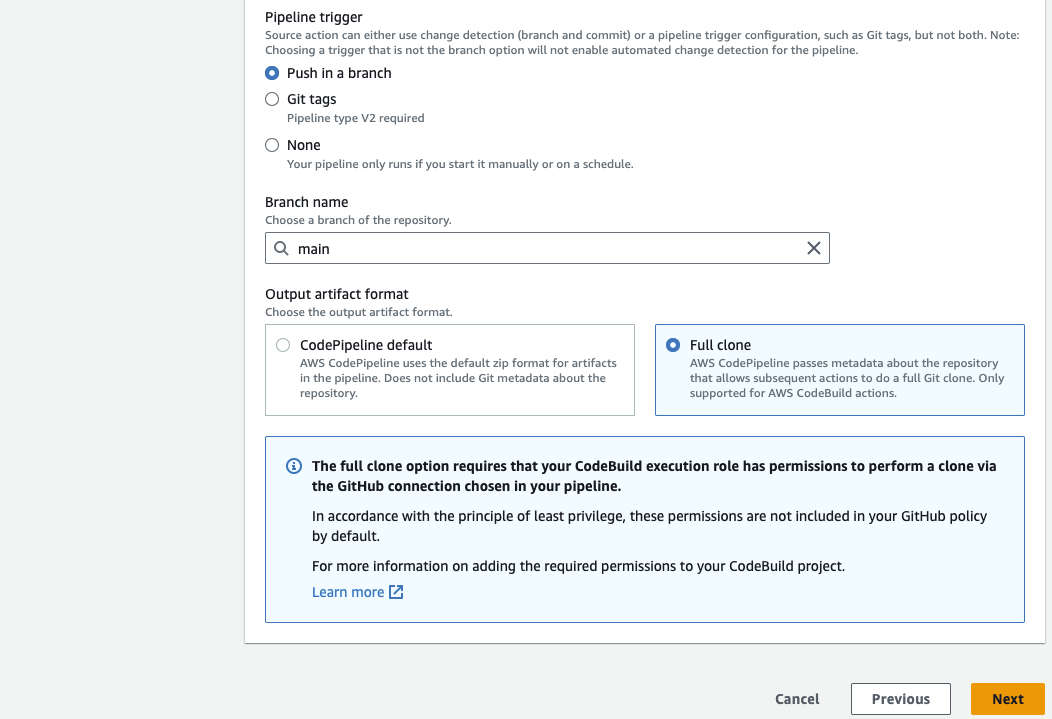 Pipeline trigger
Source action can either use change detection (branch and commit) or a pipeline trigger configuration, such as Git tags, but not both. Note:
Choosing a trigger that is not the branch option will not enable automated change detection for the pipeline.
Push in a branch
Git tags
Pipeline type V2 required
None
Your pipeline only runs if you start it manually or on a schedule.
Branch name
Choose a branch of the repository.
main
Output artifact format
Choose the output artifact format.
CodePipeline default
AWS CodePipeline uses the default zip format for artifacts
in the pipeline. Does not include Git metadata about the
repository.
Full clone
AWS CodePipeline passes metadata about the repository
that allows subsequent actions to do a full Git clone. Only
supported for AWS CodeBuild actions.
The full clone option requires that your CodeBuild execution role has permissions to perform a clone via
the GitHub connection chosen in your pipeline.
In accordance with the principle of least privilege, these permissions are not included in your GitHub policy
by default.
For more information on adding the required permissions to your CodeBuild project.
Learn more
Cancel
Previous
Next